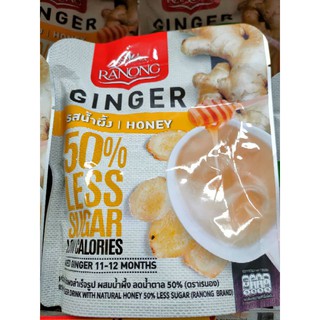 RANONG
GINGER
รสน้ำผึ้ง | HONEY
50%
LESS
SUGAR
CALORIES
GINGER 11-12 MONTHS
ผสมน้ำผึ้ง ลดน้ำตาล 50% (ตราระนอง)
DRINK WITH NATURAL HONEY 50% LESS SUGAR (RANONG BRAND)